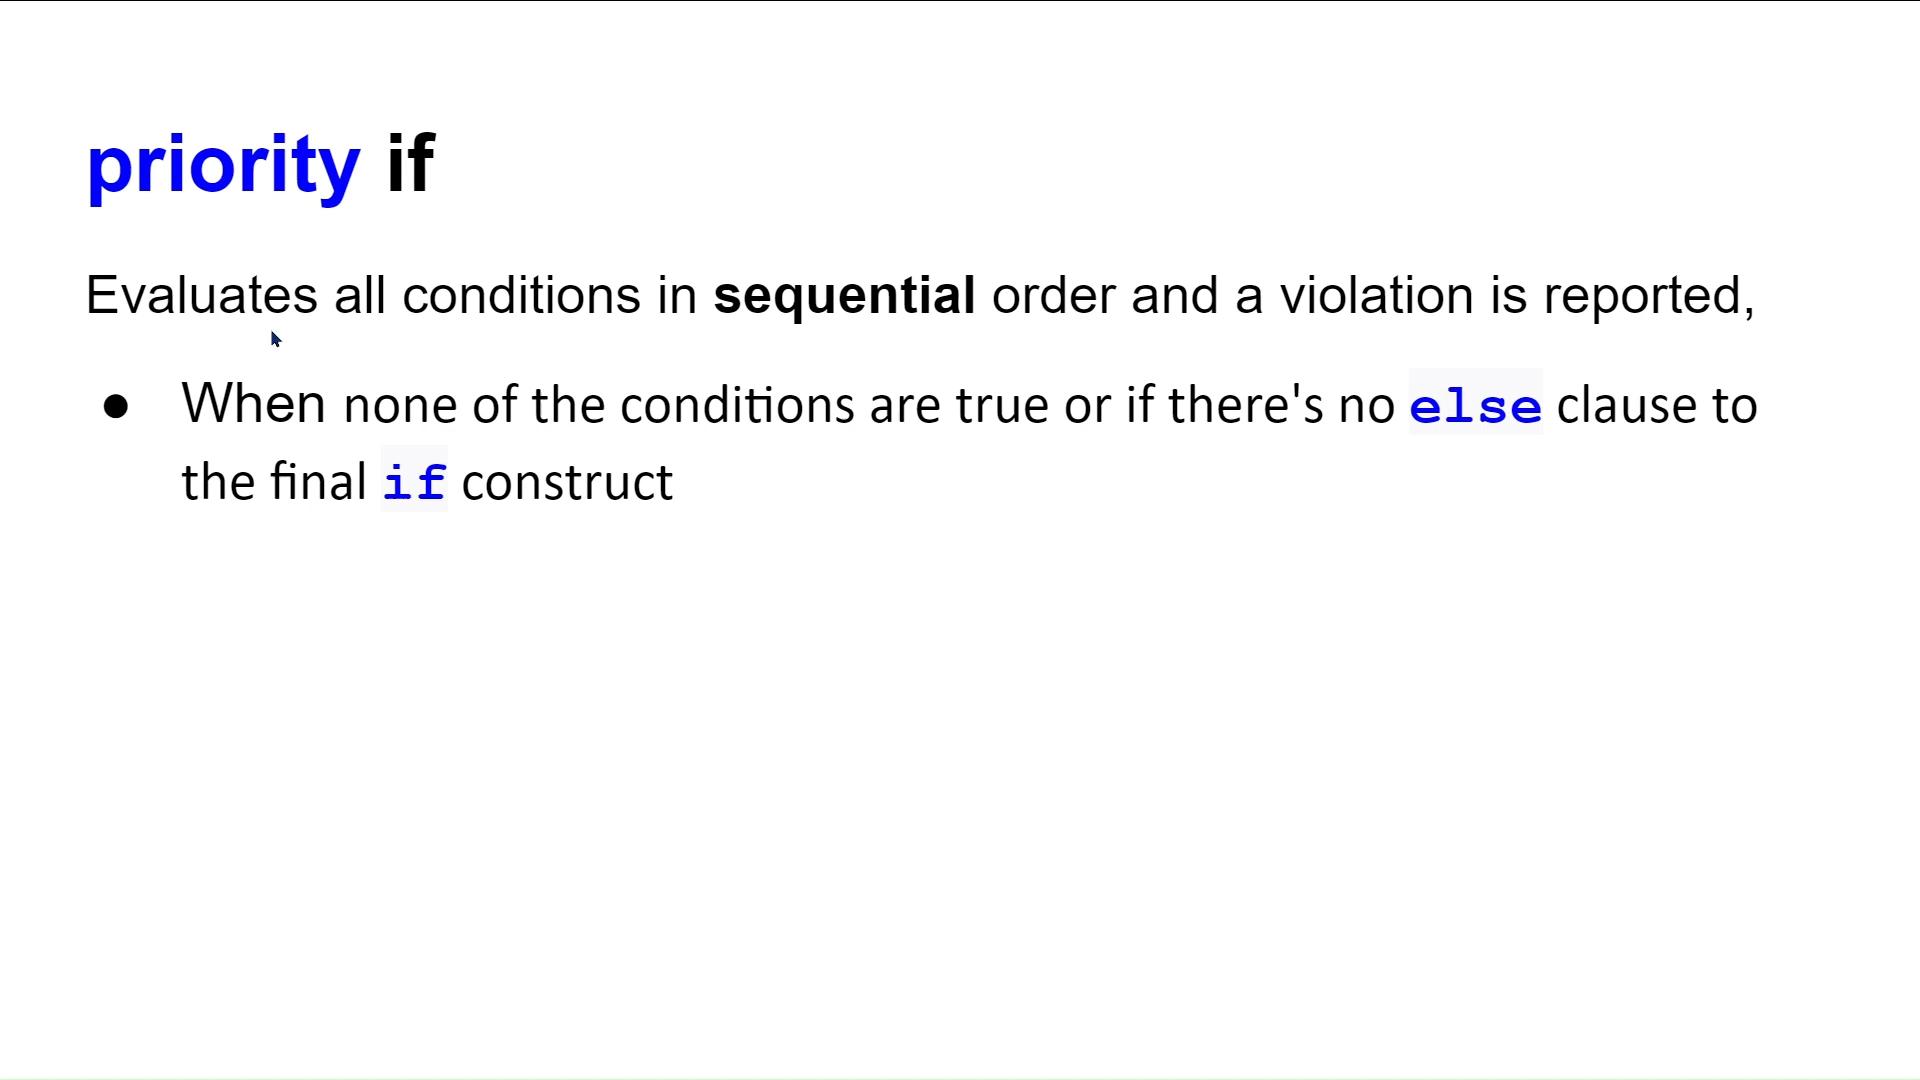 priority if
Evaluates all conditions in sequential order and a violation is reported,
● When none of the conditions are true or if there's no else clause to
the final if construct